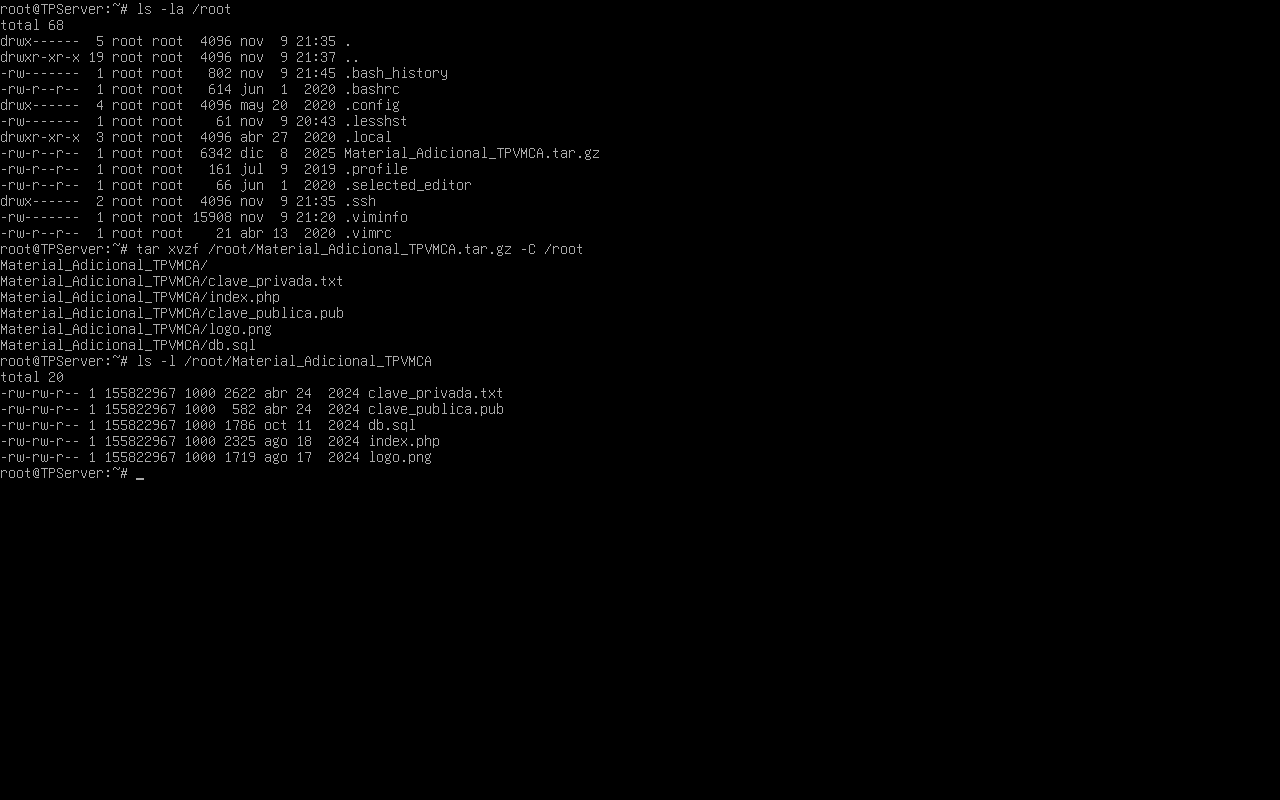 root@TPServer:~# ls -la /root
total 68
drwx------  5 root root  4096 nov  9 21:35 .
drwxr-xr-x 19 root root  4096 nov  9 21:37 ..
-rw-------  1 root root   802 nov  9 21:45 .bash_history
-rw-r--r--  1 root root   614 jun  1  2020 .bashrc
drwx------  4 root root  4096 may 20  2020 .config
-rw-------  1 root root    61 nov  9 20:43 .lesshst
drwxr-xr-x  3 root root  4096 abr 27  2020 .local
-rw-r--r--  1 root root  6342 dic  8  2025 Material_Adicional_TPVMCA.tar.gz
-rw-r--r--  1 root root   161 jul  9  2019 .profile
-rw-r--r--  1 root root    66 jun  1  2020 .selected_editor
drwx------  2 root root  4096 nov  9 21:35 .ssh
-rw-------  1 root root 15908 nov  9 21:20 .viminfo
-rw-r--r--  1 root root    21 abr 13  2020 .vimrc
root@TPServer:~# tar xvzf /root/Material_Adicional_TPVMCA.tar.gz -C /root
Material_Adicional_TPVMCA/
Material_Adicional_TPVMCA/clave_privada.txt
Material_Adicional_TPVMCA/index.php
Material_Adicional_TPVMCA/clave_publica.pub
Material_Adicional_TPVMCA/logo.png
Material_Adicional_TPVMCA/db.sql
root@TPServer:~# ls -l /root/Material_Adicional_TPVMCA
total 20
-rw-rw-r-- 1 155822967 1000 2622 abr 24  2024 clave_privada.txt
-rw-rw-r-- 1 155822967 1000  582 abr 24  2024 clave_publica.pub
-rw-rw-r-- 1 155822967 1000 1786 oct 11  2024 db.sql
-rw-rw-r-- 1 155822967 1000 2325 ago 18  2024 index.php
-rw-rw-r-- 1 155822967 1000 1719 ago 17  2024 logo.png
root@TPServer:~# _